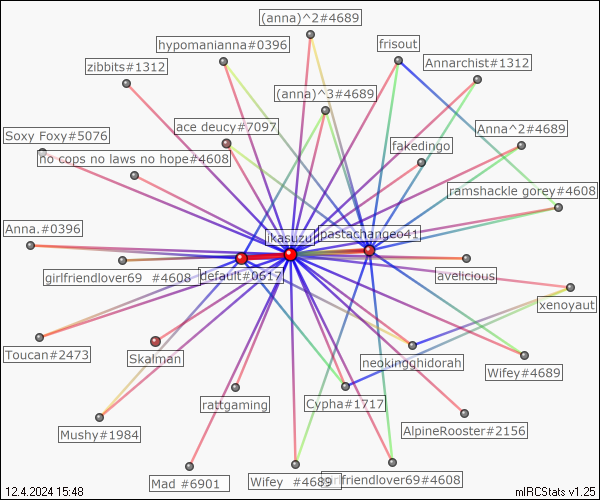 (anna)^2#4689
hypomanianna#0396
frisout
zibbits#1312
Annarchist#1312
(anna)^3#4689
Soxy Foxy#5076
ace deucy#7097
Anna^2#4689
fakedingo
no cops no laws no hope#4608
ramshackle gorey#4608
Anna.#0396
ikasuzu
pastachangeo41
girlfriendlover69 #4608
default#0617
avelicious
xenoyaut
Toucan#2473
Skalman
neokingghidorah
Wifey#4689
rattgaming
Cypha#1717
Mushy#1984
AlpineRooster#2156
Mad #6901
Wifey #4689
girlfriendlover69#4608
12.4.2024 15:48
mIRCStats v1.25